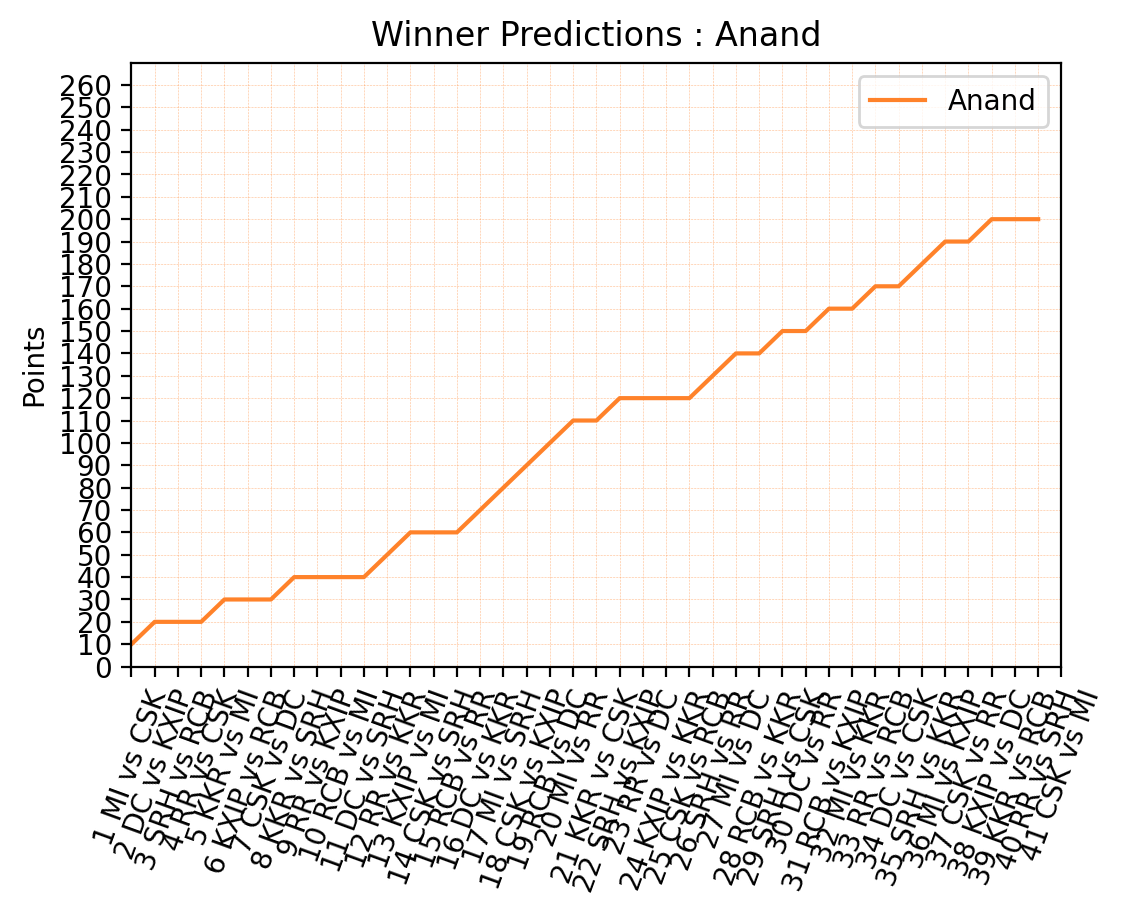 Winner Predictions : Anand
Anand
Points
260
250
240
230
220
210
200
190
180
170
160
150
140
130
120
110
100
90
80
70
60
50
40
30
20
10
0
1 MI vs CSK
2 DC vs KXIP
3 SRH vs RCB
4 RR vs CSK
5 KKR vs MI
6 KXIP vs RCB
7 CSK vs DC
8 KKR vs SRH
9 RR vs KXIP
10 RCB vs MI
11 DC vs SRH
12 RR vs KKR
13 KXIP vs MI
14 CSK vs SRH
15 RCB vs RR
16 DC vs KKR
17 MI vs SRH
18 CSK vs KXIP
19 RCB vs DC
20 MI vs RR
21 KKR vs CSK
22 SRH vs KXIP
23 RR vs DC
24 KXIP vs KKR
25 CSK vs RCB
26 SRH vs RR
27 MI vs DC
28 RCB vs KKR
29 SRH vs CSK
30 DC vs RR
31 RCB vs KXIP
32 MI vs KKR
33 RR vs RCB
34 DC vs CSK
35 SRH vs KKR
36 MI vs KXIP
37 CSK vs RR
38 KXIP vs DC
39 KKR vs RCB
40 RR vs SRH
41 CSK vs MI